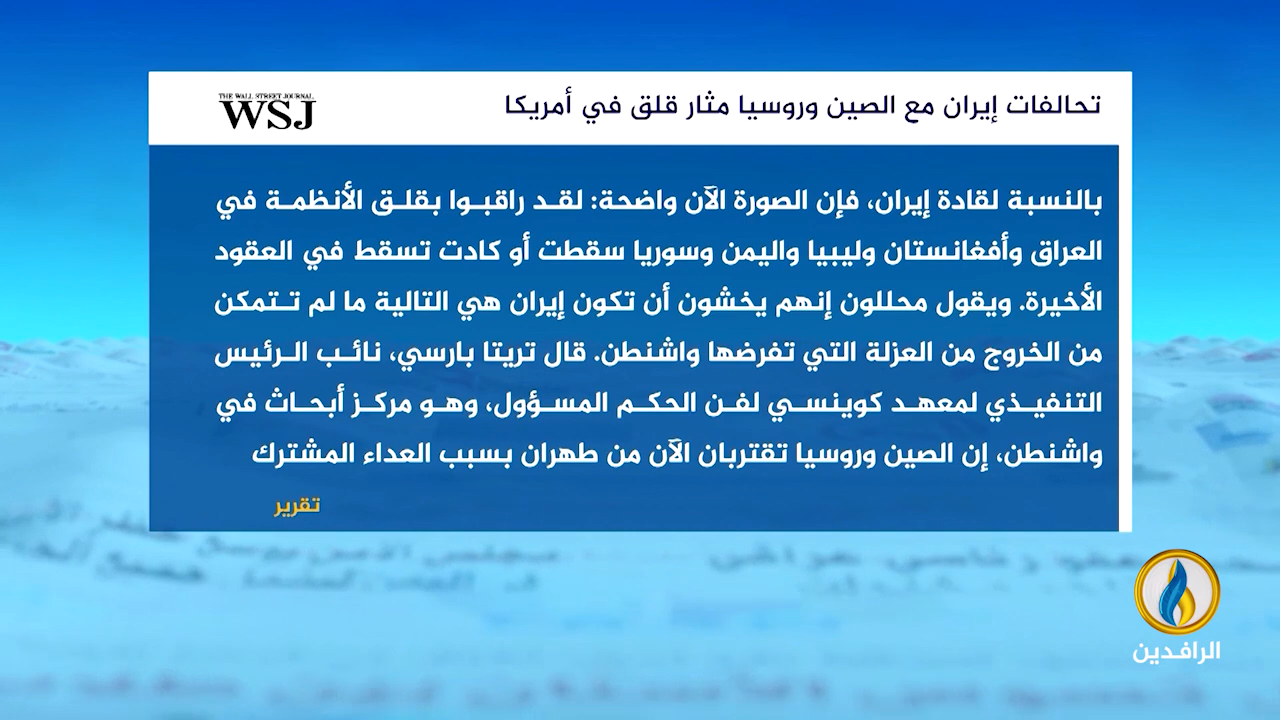 تحالفات إيران مع الصين وروسيا مثار قلق في أمريكا
THE WALL STREET JOURNAL
WSJ
بالنسبة لقادة إيران، فإن الصورة الآن واضحة: لقد راقبوا بقلق الأنظمة في
العراق وأفغانستان وليبيا واليمن وسوريا سقطت أو كادت تسقط في العقود
الأخيرة. ويقول محللون إنهم يخشون أن تكون إيران هي التالية ما لم تتمكن
من الخروج من العزلة التي تفرضها واشنطن. قال تريتا بارسي، نائب الرئيس
التنفيذي لمعهد كوينسي لفن الحكم المسؤول، وهو مركز أبحاث في
واشنطن، إن الصين وروسيا تقتربان الآن من طهران بسبب العداء المشترك
تقرير
الرافدين